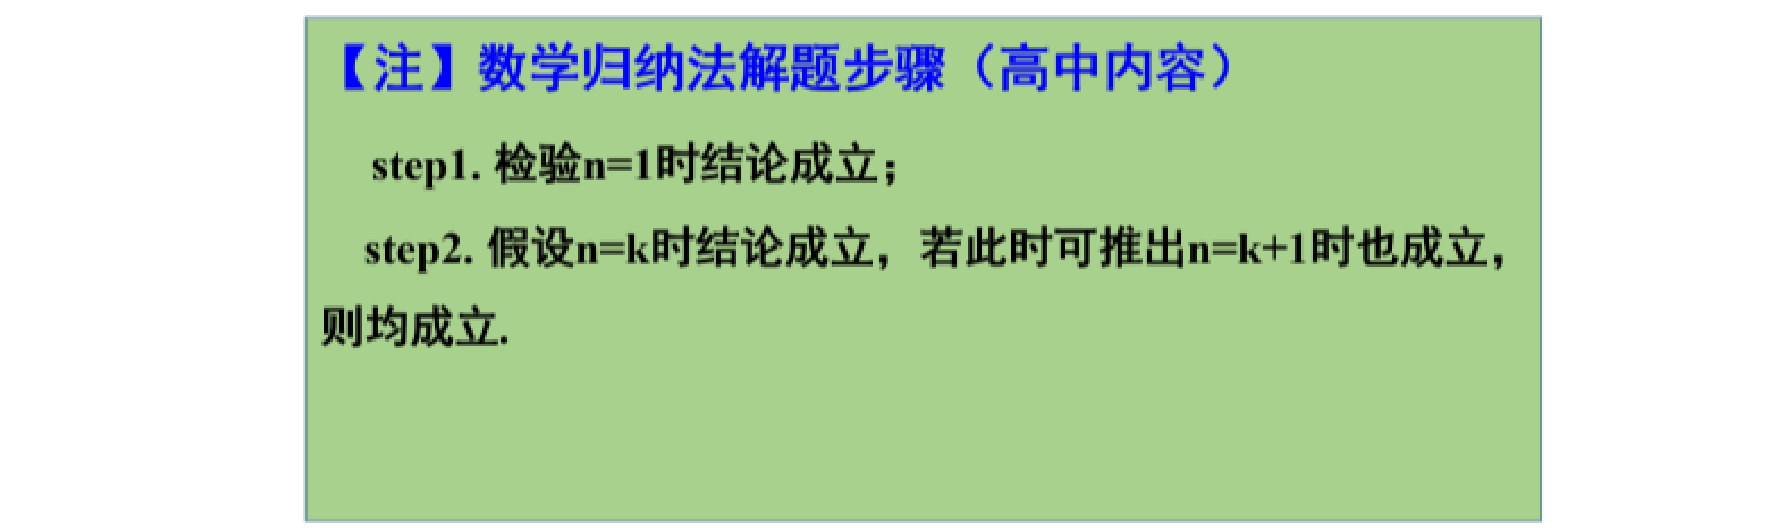 【注】数学归纳法解题步骤（高中内容）
step1. 检验n=1时结论成立；
step2. 假设n=k时结论成立，若此时可推出n=k+1时也成立，
则均成立.